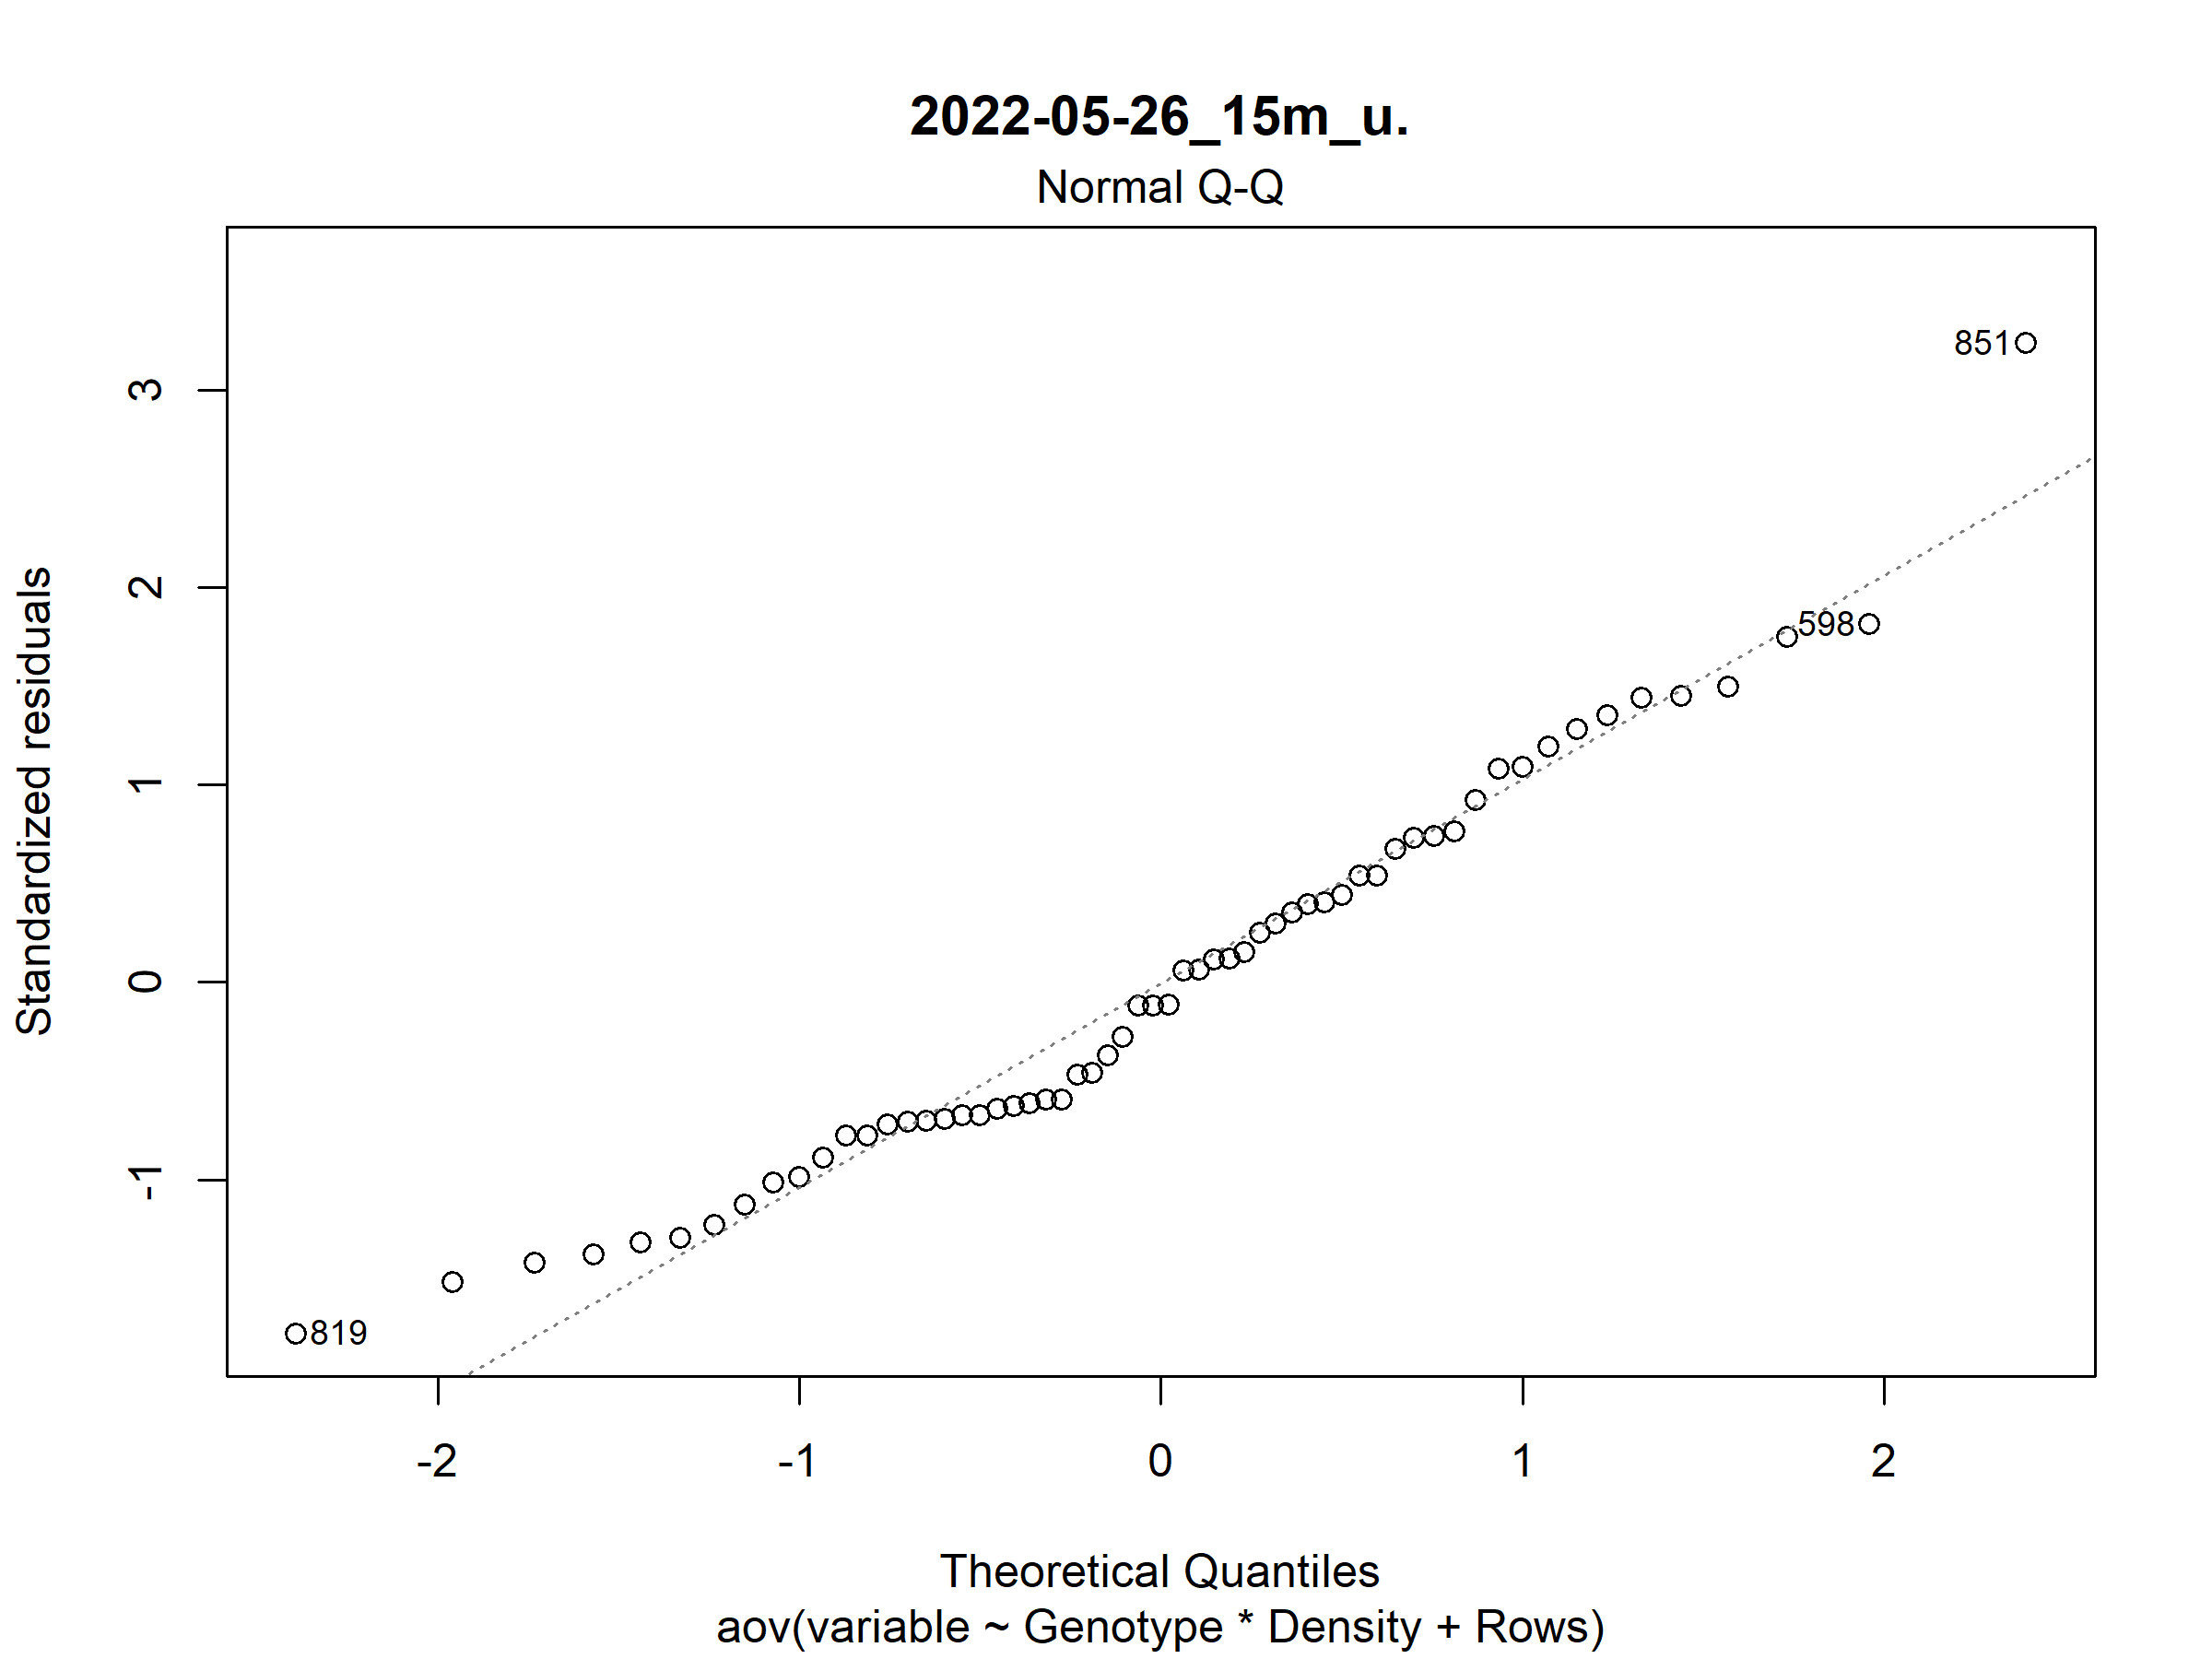 2022-05-26_15m_u.
Normal Q-Q
Standardized residuals
3
2
1
0
-1
851
598
819
-2
-1
0
1
2
Theoretical Quantiles
aov(variable ~ Genotype * Density + Rows)